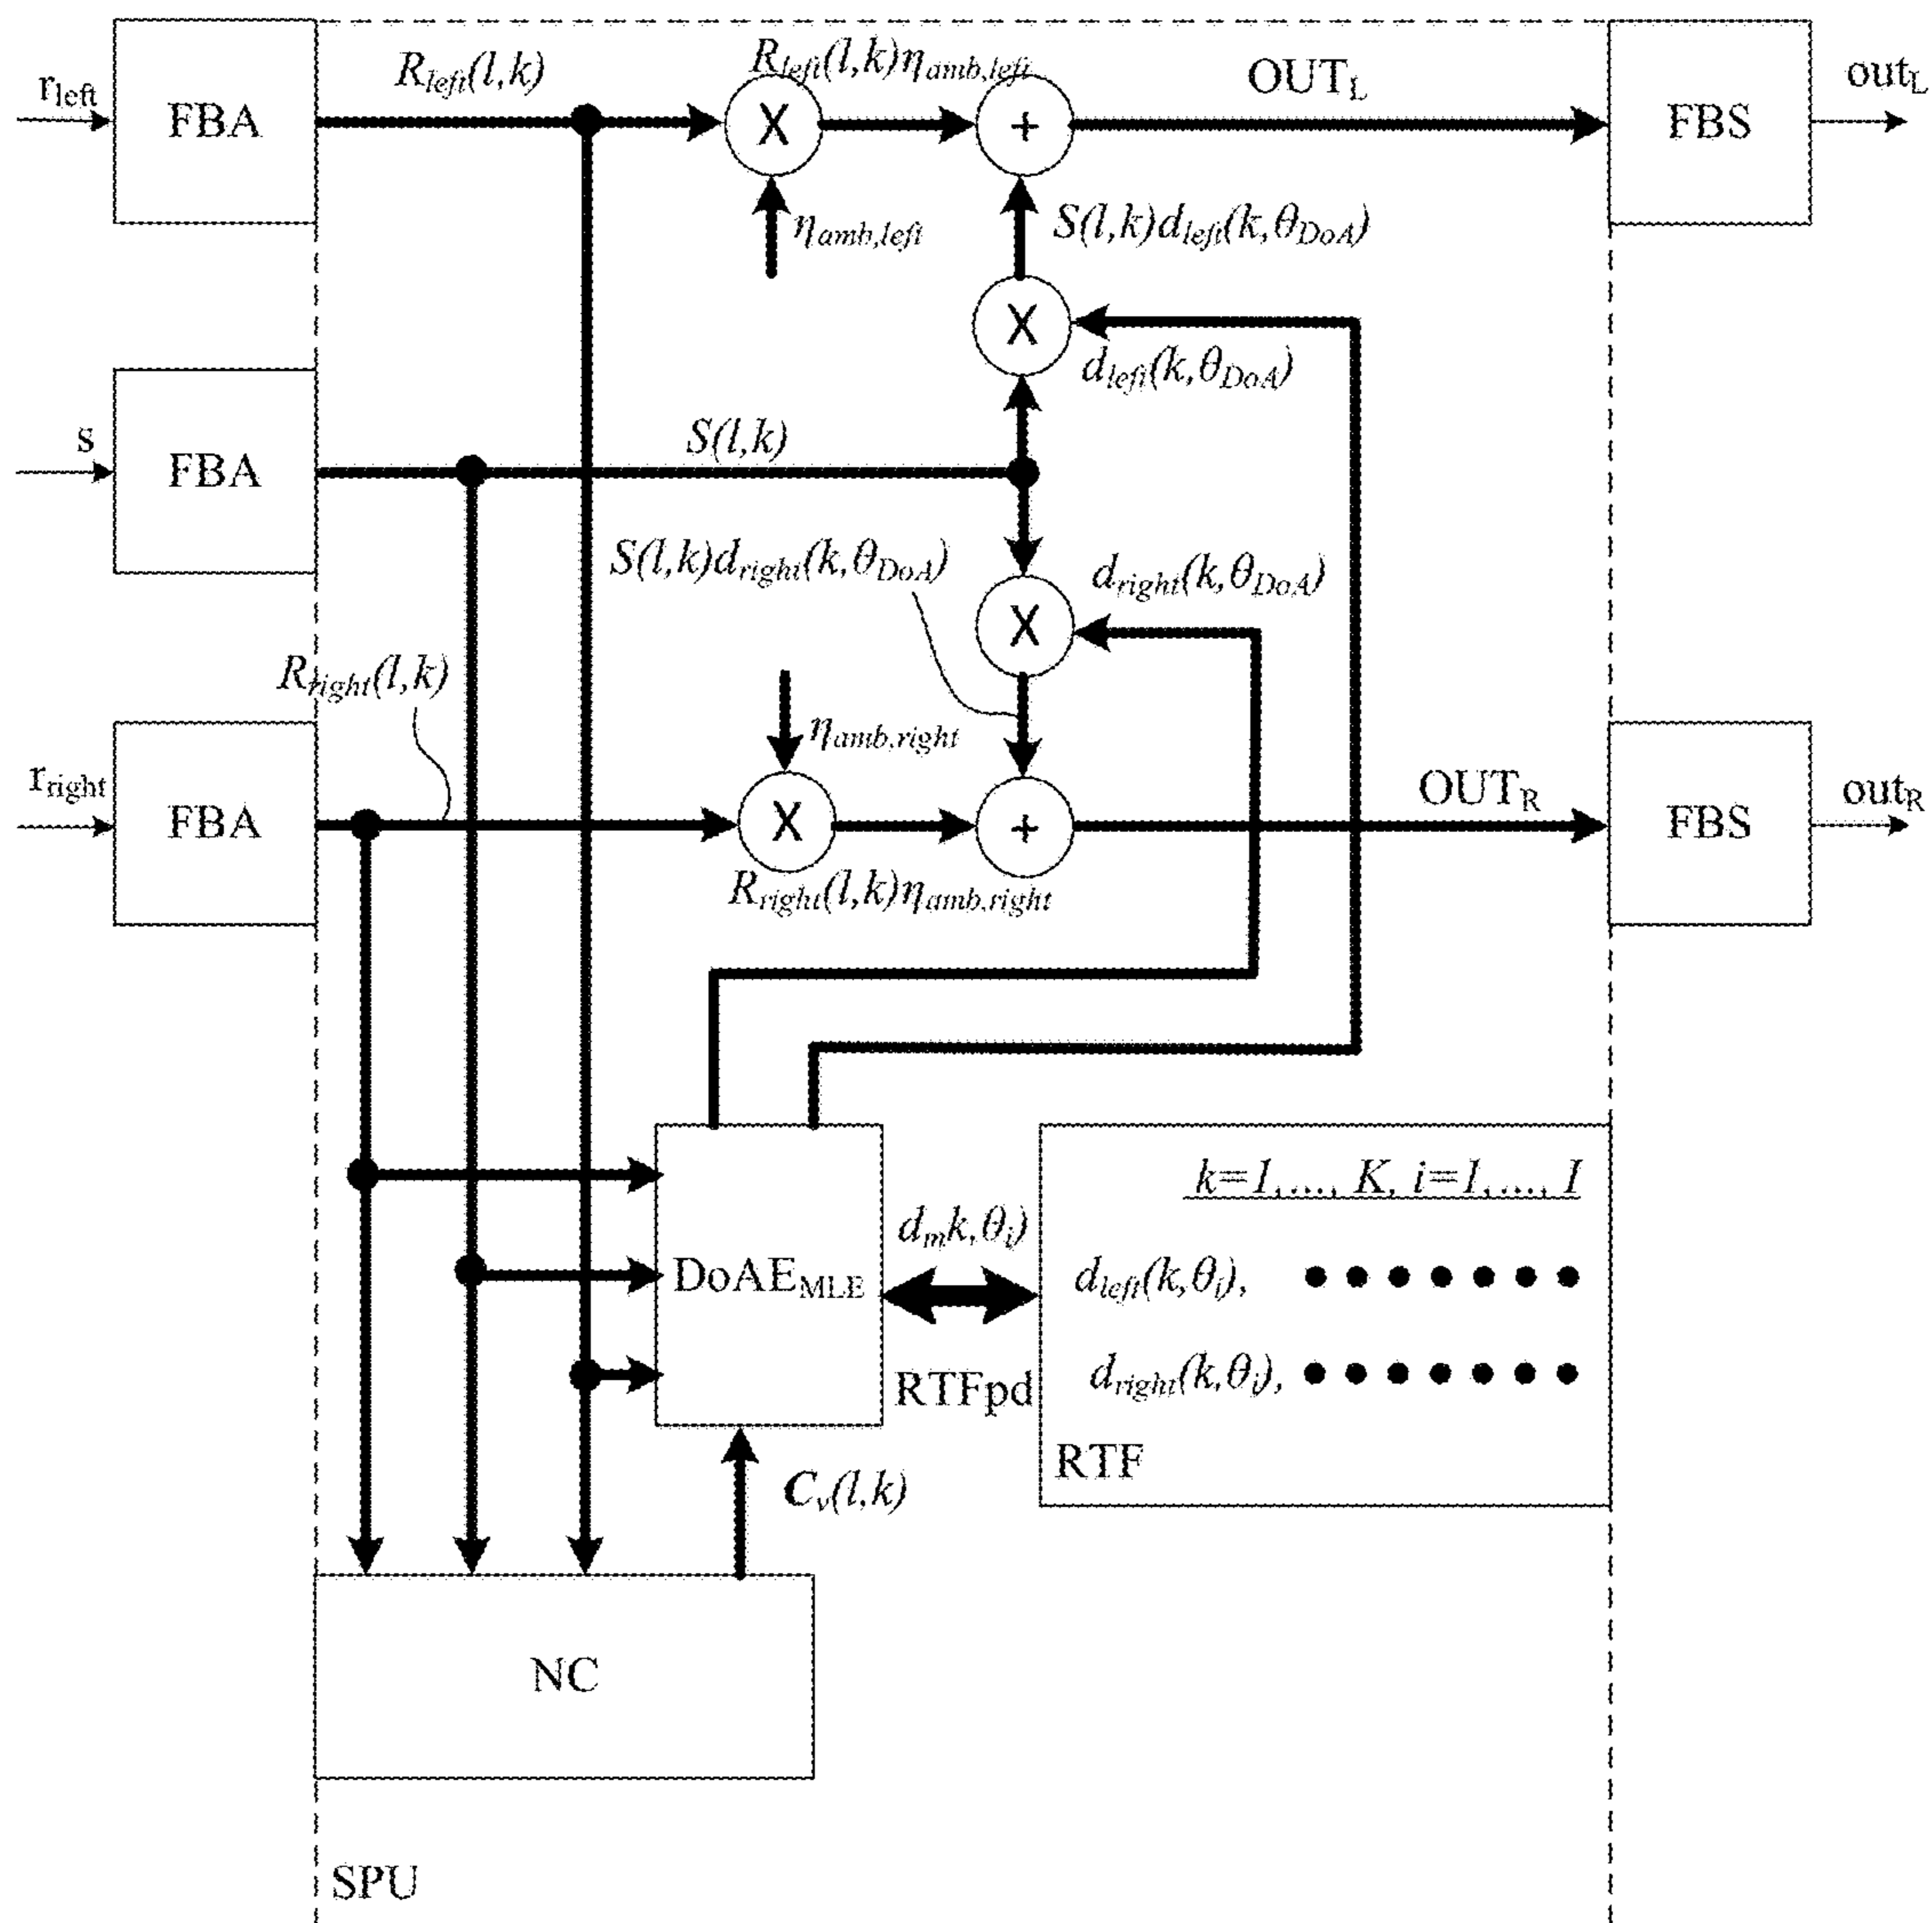 r_left
FBA
R_left(l,k)
R_left(l,k)η_amb,left
X
+
OUT_L
FBS
out_L
η_amb,left
S(l,k)d_left(k,θ_DoA)
X
d_left(k,θ_DoA)
s
FBA
S(l,k)
S(l,k)d_right(k,θ_DoA)
d_right(k,θ_DoA)
X
R_right(l,k)
η_amb,right
r_right
FBA
X
+
OUT_R
FBS
out_R
R_right(l,k)η_amb,right
k=1,..., K, i=1,..., I
d_mk,θ_i)
DoAE_MLE
d_left(k,θ_i),
RTFpd
d_right(k,θ_i),
RTF
C_v(l,k)
NC
SPU